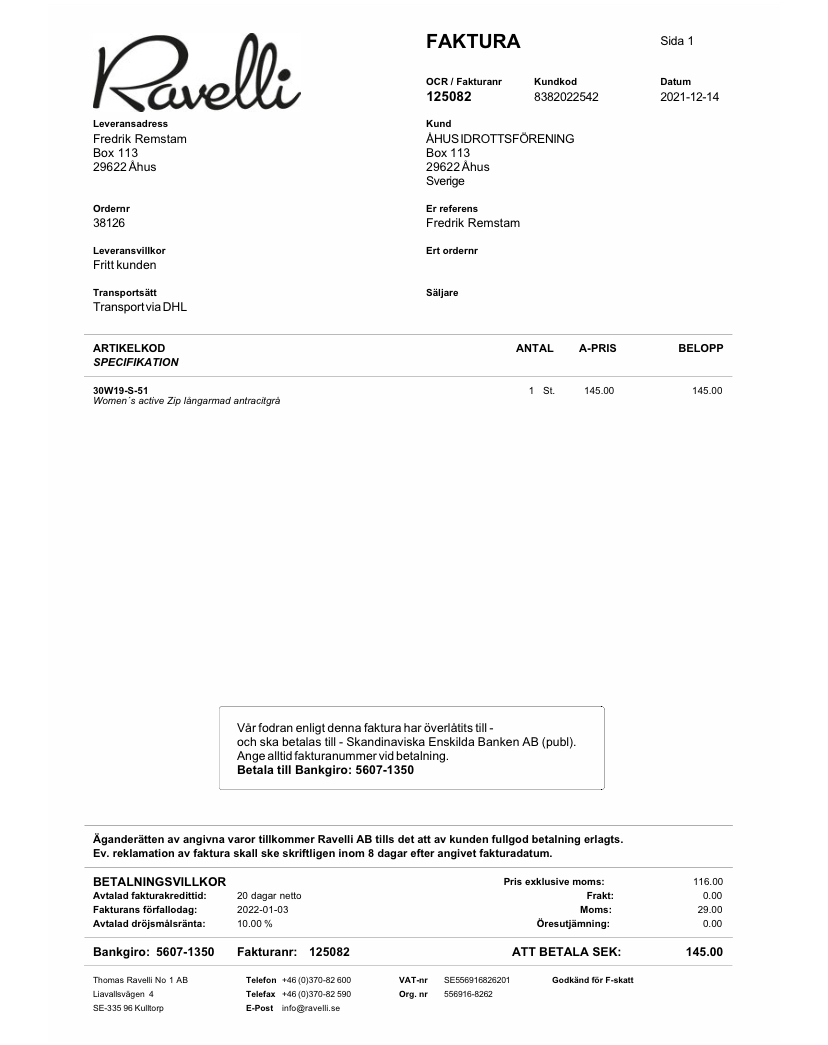 Ravelli
FAKTURA
Sida 1
OCR / Fakturanr Kundkod Datum
125082 8382022542 2021-12-14
Leveransadress
Fredrik Remstam
Box 113
29622 Åhus
Kund
ÅHUS IDROTTSFÖRENING
Box 113
29622 Åhus
Sverige
Ordernr
38126
Er referens
Fredrik Remstam
Leveransvillkor
Fritt kunden
Ert ordernr
Transportsätt
Transport via DHL
Säljare
ARTIKELKOD ANTAL A-PRIS BELOPP
SPECIFIKATION
30W19-S-51 1 St. 145.00 145.00
Women´s active Zip långarmad antracitgrå
Vår fodran enligt denna faktura har överlåtits till -
och ska betalas till - Skandinaviska Enskilda Banken AB (publ).
Ange alltid fakturanummer vid betalning.
Betala till Bankgiro: 5607-1350
Äganderätten av angivna varor tillkommer Ravelli AB tills det att av kunden fullgod betalning erlagts.
Ev. reklamation av faktura skall ske skriftligen inom 8 dagar efter angivet fakturadatum.
BETALNINGSVILLKOR Pris exklusive moms: 116.00
Avtalad fakturakredittid: 20 dagar netto Frakt: 0.00
Fakturans förfallodag: 2022-01-03 Moms: 29.00
Avtalad dröjsmålsränta: 10.00 % Öresutjämning: 0.00
Bankgiro: 5607-1350 Fakturanr: 125082 ATT BETALA SEK: 145.00
Thomas Ravelli No 1 AB Telefon +46 (0)370-82 600 VAT-nr SE556916826201 Godkänd för F-skatt
Liavallsvägen 4 Telefax +46 (0)370-82 590 Org. nr 556916-8262
SE-335 96 Kulltorp E-Post info@ravelli.se